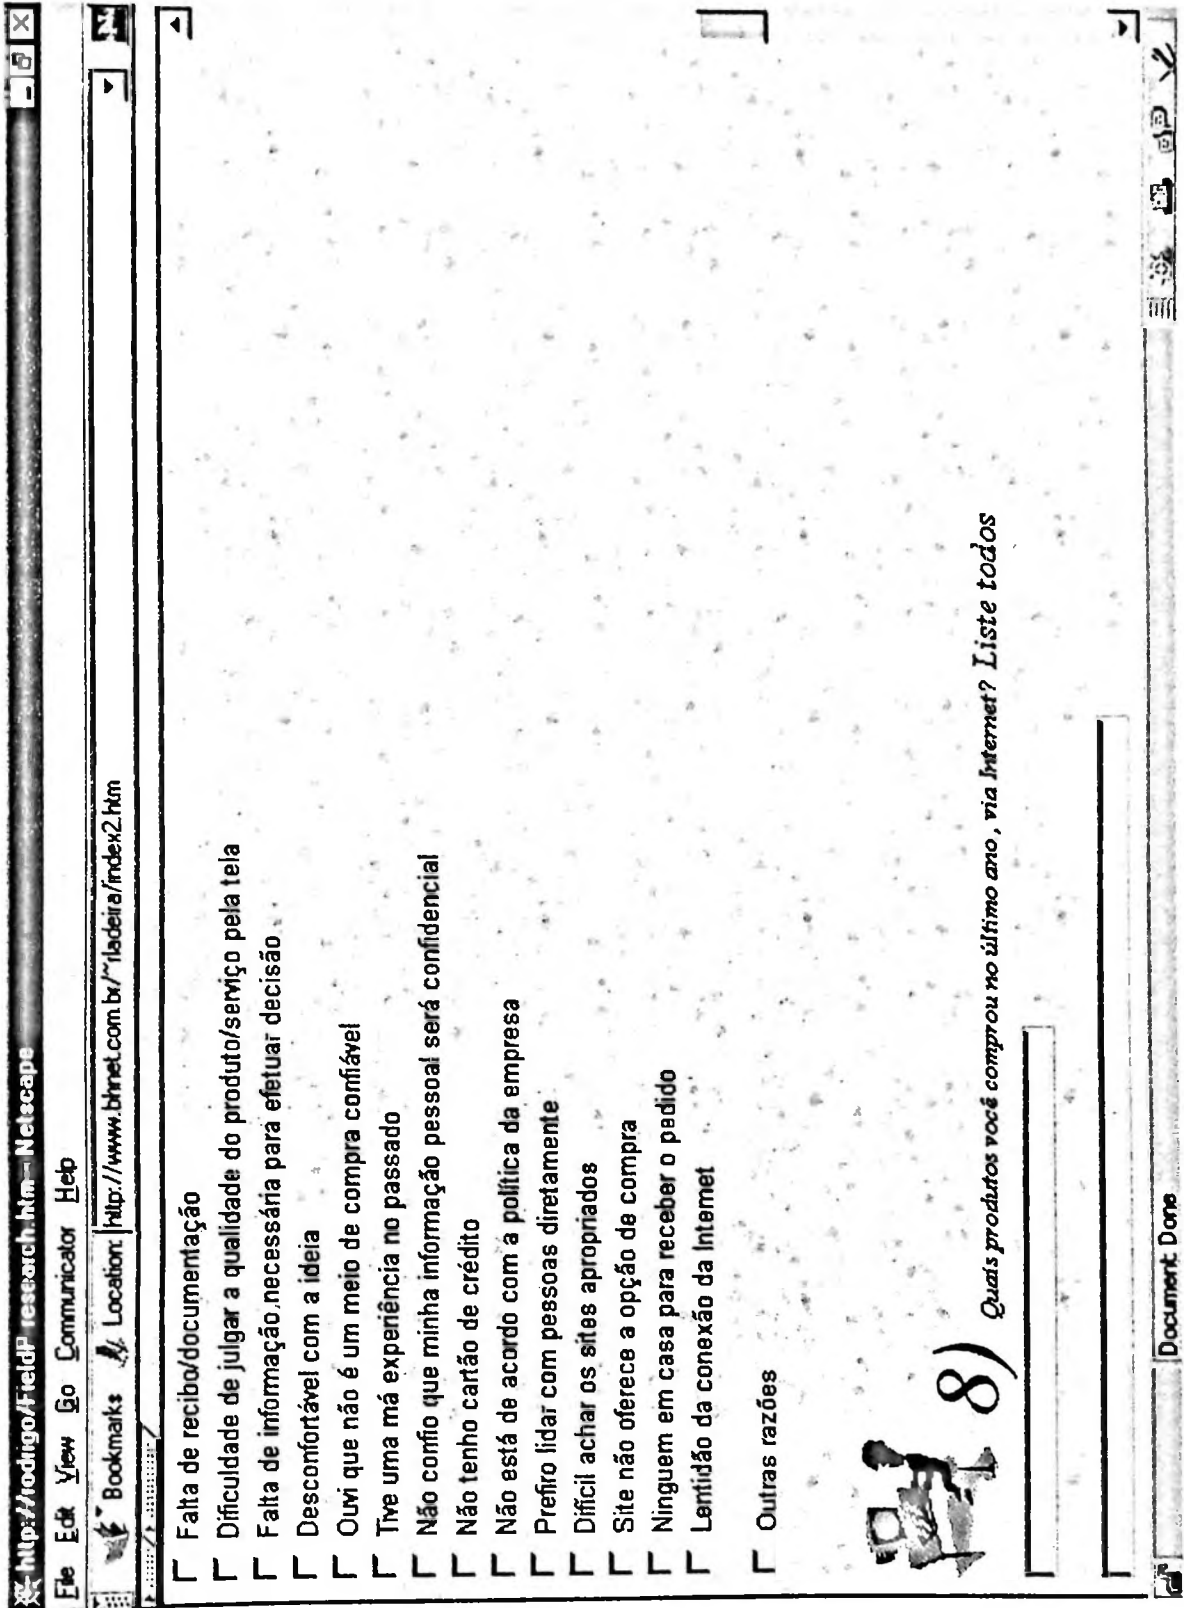 http://rodrigo/FieldP research.htm - Netscape
File Edit View Go Communicator Help
Bookmarks Location: http://www.bhnet.com.br/~rladeira/index2.htm
Falta de recibo/documentação
Dificuldade de julgar a qualidade do produto/serviço pela tela
Falta de informação necessária para efetuar decisão
Desconfortável com a ideia
Ouvi que não é um meio de compra confiável
Tive uma má experiência no passado
Não confio que minha informação pessoal será confidencial
Não tenho cartão de crédito
Não está de acordo com a política da empresa
Prefiro lidar com pessoas diretamente
Difícil achar os sites apropriados
Site não oferece a opção de compra
Ninguem em casa para receber o pedido
Lentidão da conexão da Internet
Outras razões
8) Quais produtos você comprou no último ano, via Internet? Liste todos
Document: Done